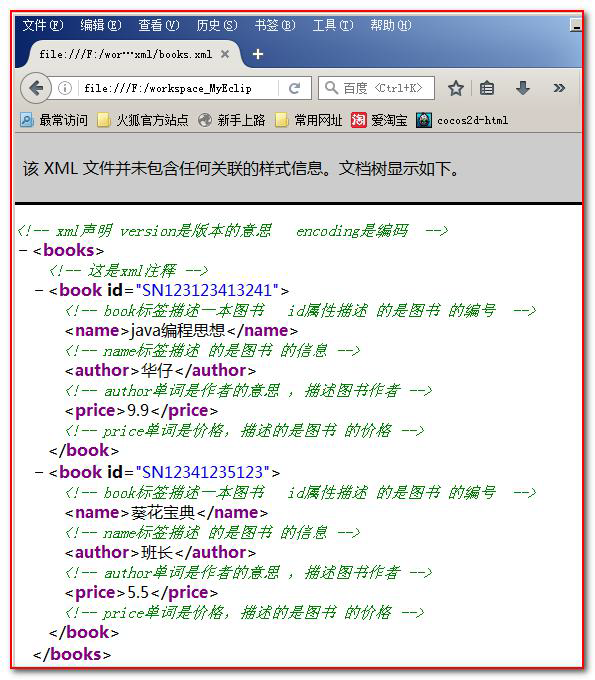 文件(F) 编辑(E) 查看(V) 历史(S) 书签(B) 工具(T) 帮助(H)
file:///F:/wor…xml/books.xml × +
file:///F:/workspace_MyEclip 百度 <Ctrl+K> »
最常访问 火狐官方站点 新手上路 常用网址 淘 爱淘宝 cocos2d-html
该 XML 文件并未包含任何关联的样式信息。文档树显示如下。
<!-- xml声明 version是版本的意思   encoding是编码  -->
− <books>
<!-- 这是xml注释 -->
− <book id="SN123123413241">
<!-- book标签描述一本图书   id属性描述 的是图书 的编号  -->
<name>java编程思想</name>
<!-- name标签描述 的是图书 的信息 -->
<author>华仔</author>
<!-- author单词是作者的意思 ，描述图书作者 -->
<price>9.9</price>
<!-- price单词是价格，描述的是图书 的价格 -->
</book>
− <book id="SN12341235123">
<!-- book标签描述一本图书   id属性描述 的是图书 的编号  -->
<name>葵花宝典</name>
<!-- name标签描述 的是图书 的信息 -->
<author>班长</author>
<!-- author单词是作者的意思 ，描述图书作者 -->
<price>5.5</price>
<!-- price单词是价格，描述的是图书 的价格 -->
</book>
</books>